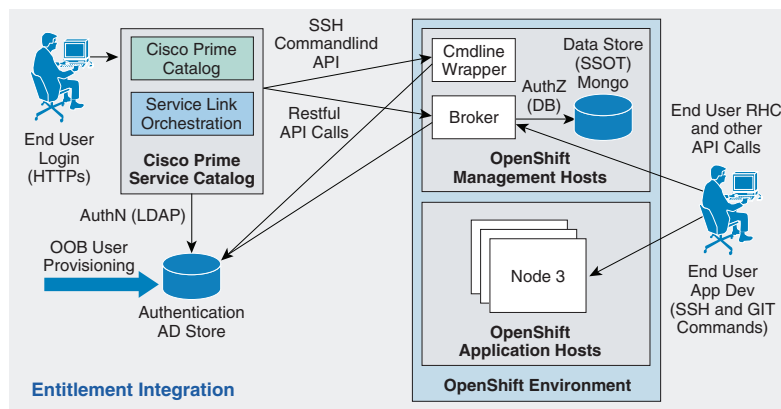 SSH
Commandlind
API
Cisco Prime
Catalog
Service Link
Orchestration
Cisco Prime
Service Catalog
End User
Login
(HTTPs)
Restful
API Calls
AuthN (LDAP)
OOB User
Provisioning
Authentication
AD Store
Cmdline
Wrapper
Broker
AuthZ
(DB)
Data Store
(SSOT)
Mongo
OpenShift
Management Hosts
Node 3
OpenShift
Application Hosts
OpenShift Environment
End User RHC
and other
API Calls
End User
App Dev
(SSH and GIT
Commands)
Entitlement Integration